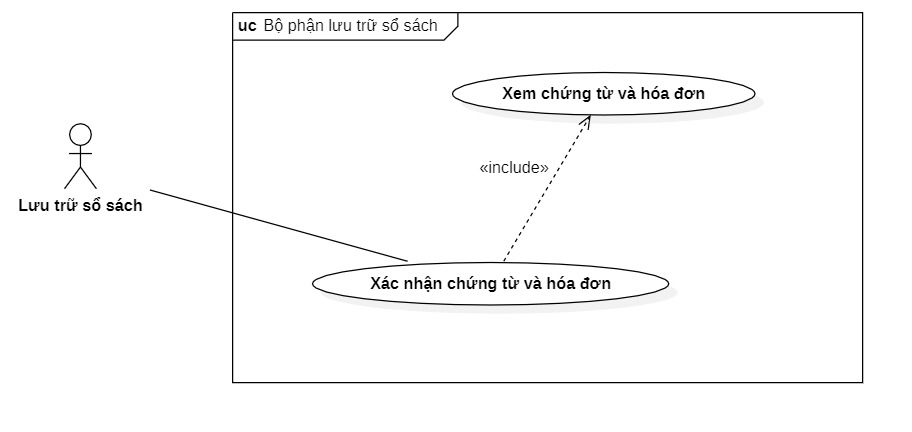 uc Bộ phận lưu trữ sổ sách
Xem chứng từ và hóa đơn
«include»
Lưu trữ sổ sách
Xác nhận chứng từ và hóa đơn